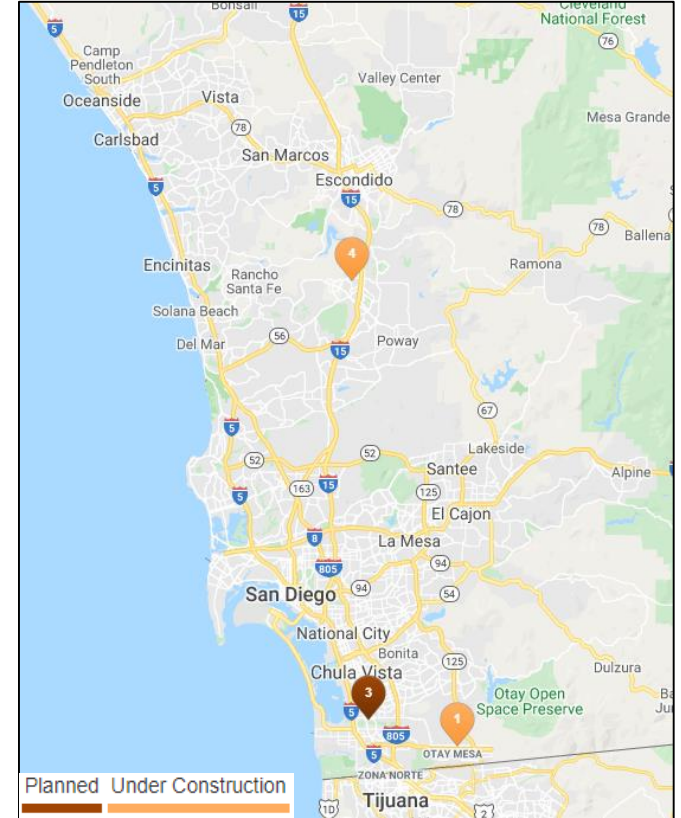 Bonsall
15
Cleveland
National Forest
5
76
Camp
Pendleton
South
Valley Center
Oceanside
Vista
Mesa Grande
78
Carlsbad
San Marcos
Escondido
5
15
78
78
Ballena
Encinitas
4
Ramona
Rancho
Santa Fe
Solana Beach
56
Del Mar
15
Poway
67
5
52
52
Lakeside
Santee
Alpine
163
15
125
5
El Cajon
8
La Mesa
805
94
94
San Diego
54
National City
Bonita
125
Chula Vista
Dulzura
3
Otay Open
Space Preserve
Ba
Ju
5
1
805
5
OTAY MESA
Planned Under Construction
ZONA NORTE
1D
Tijuana
2